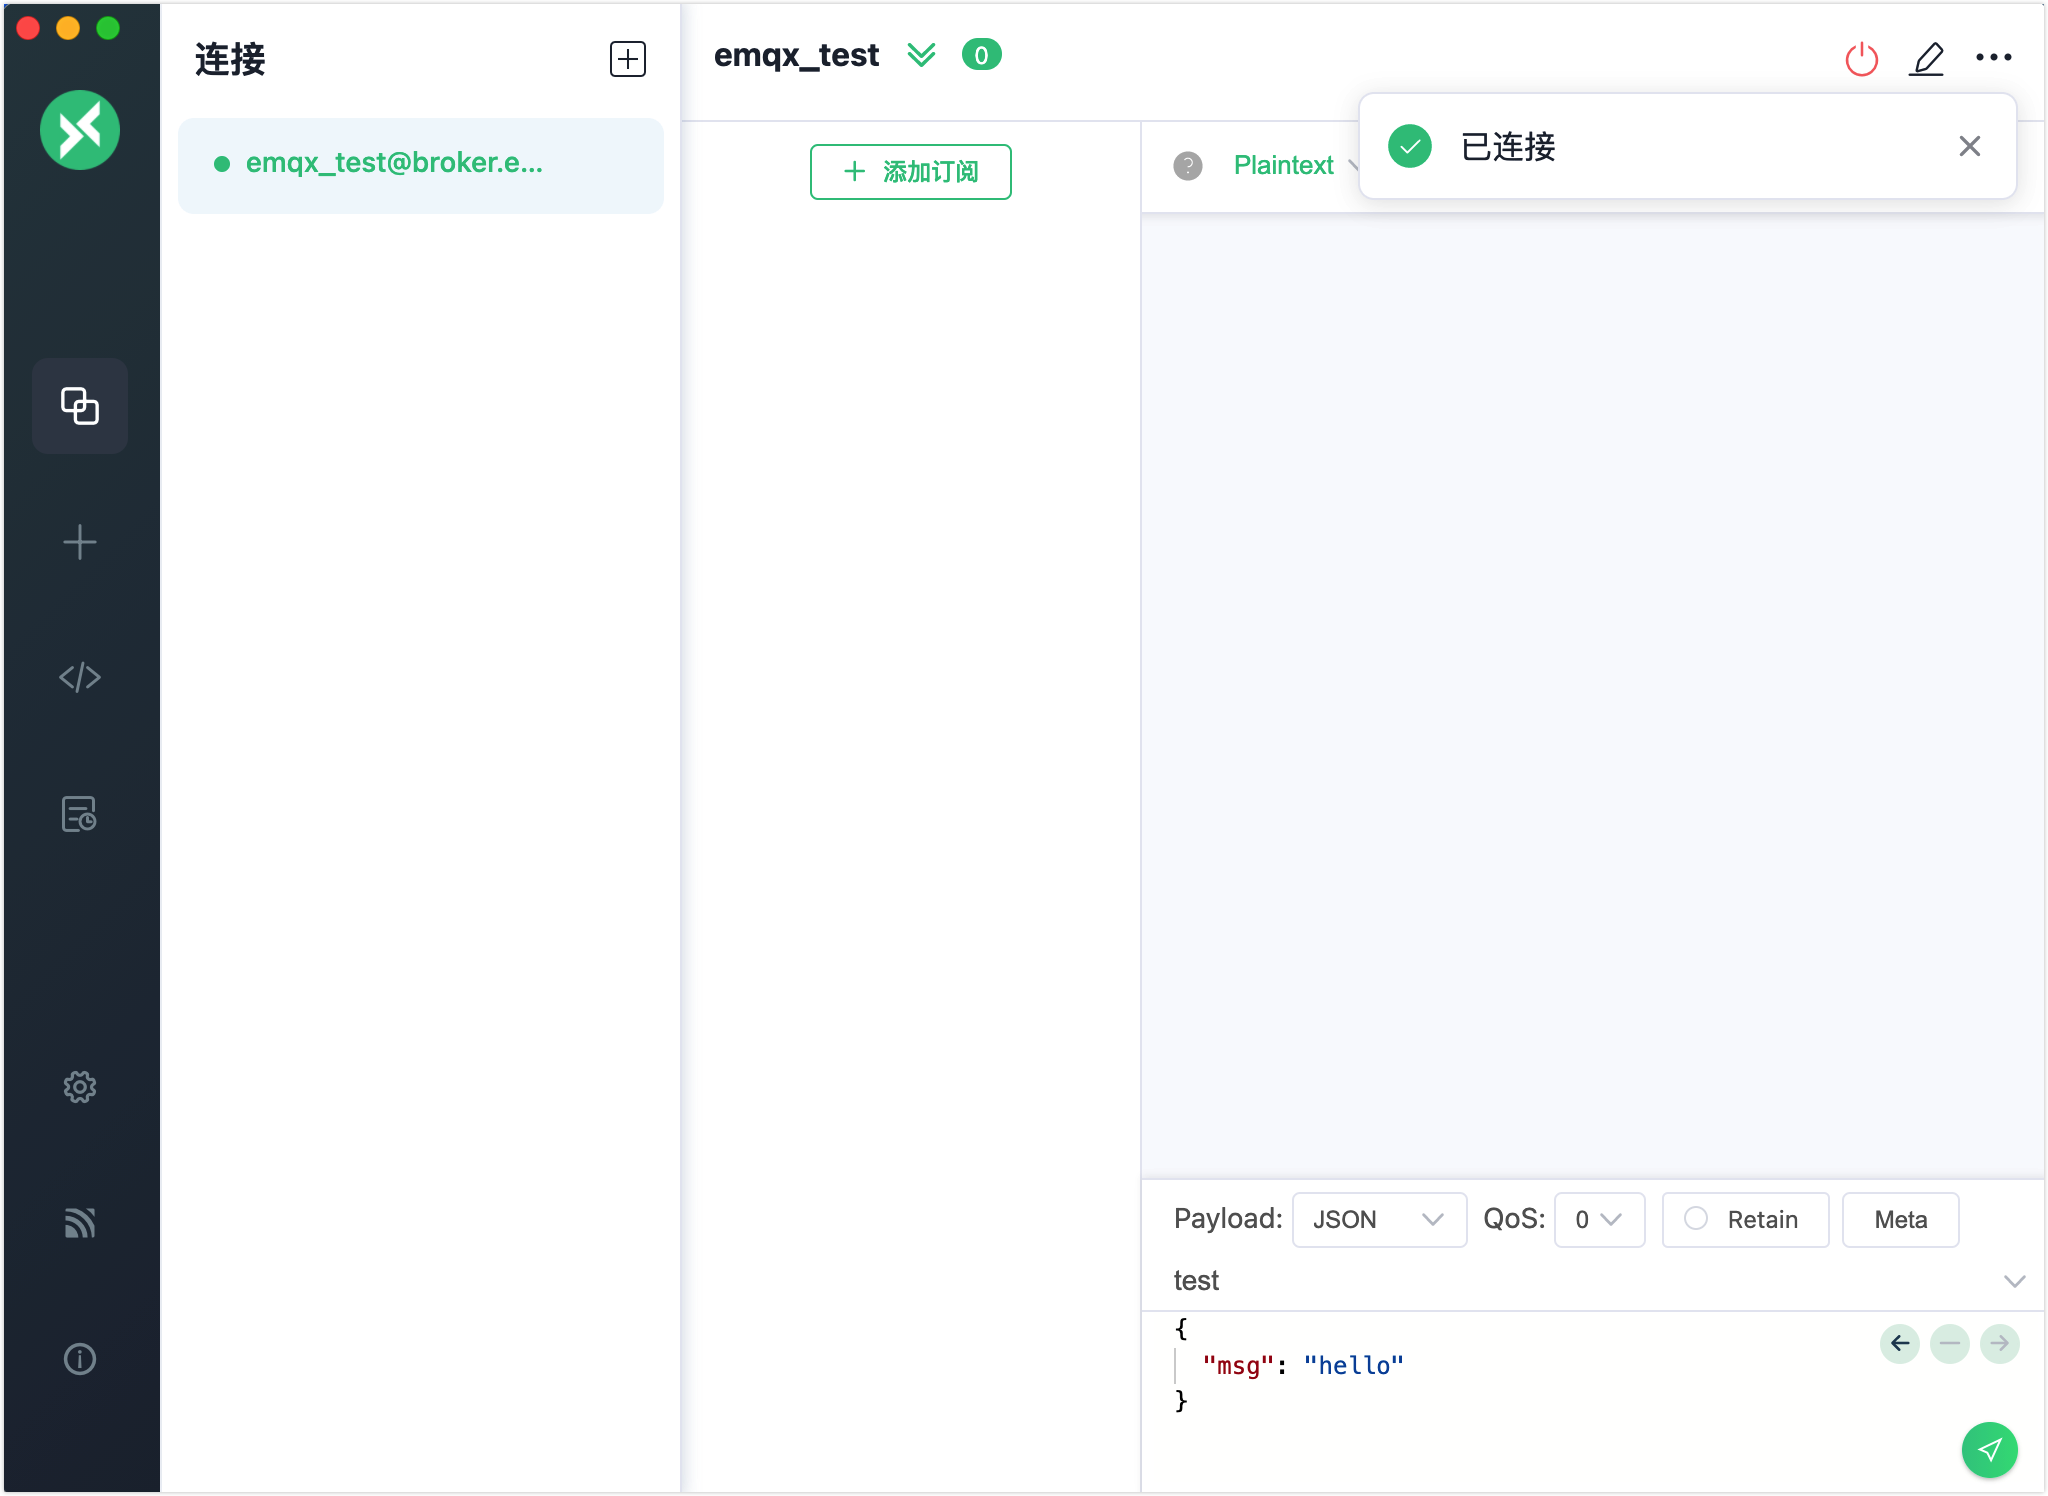 连接
emqx_test@broker.e...
emqx_test 0
添加订阅
? Plaintext
已连接
Payload: JSON QoS: 0 Retain Meta
test
{
"msg": "hello"
}